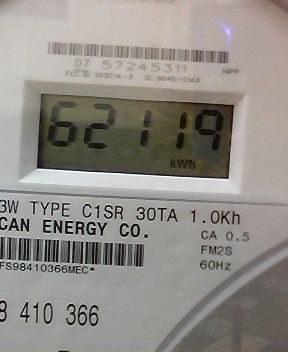 07 57245311
HPF
62119
kWh
3W TYPE C1SR 30TA 1.0Kh
CAN ENERGY CO.
CA 0.5
FM2S
60Hz
FS98410366MEC*
8 410 366